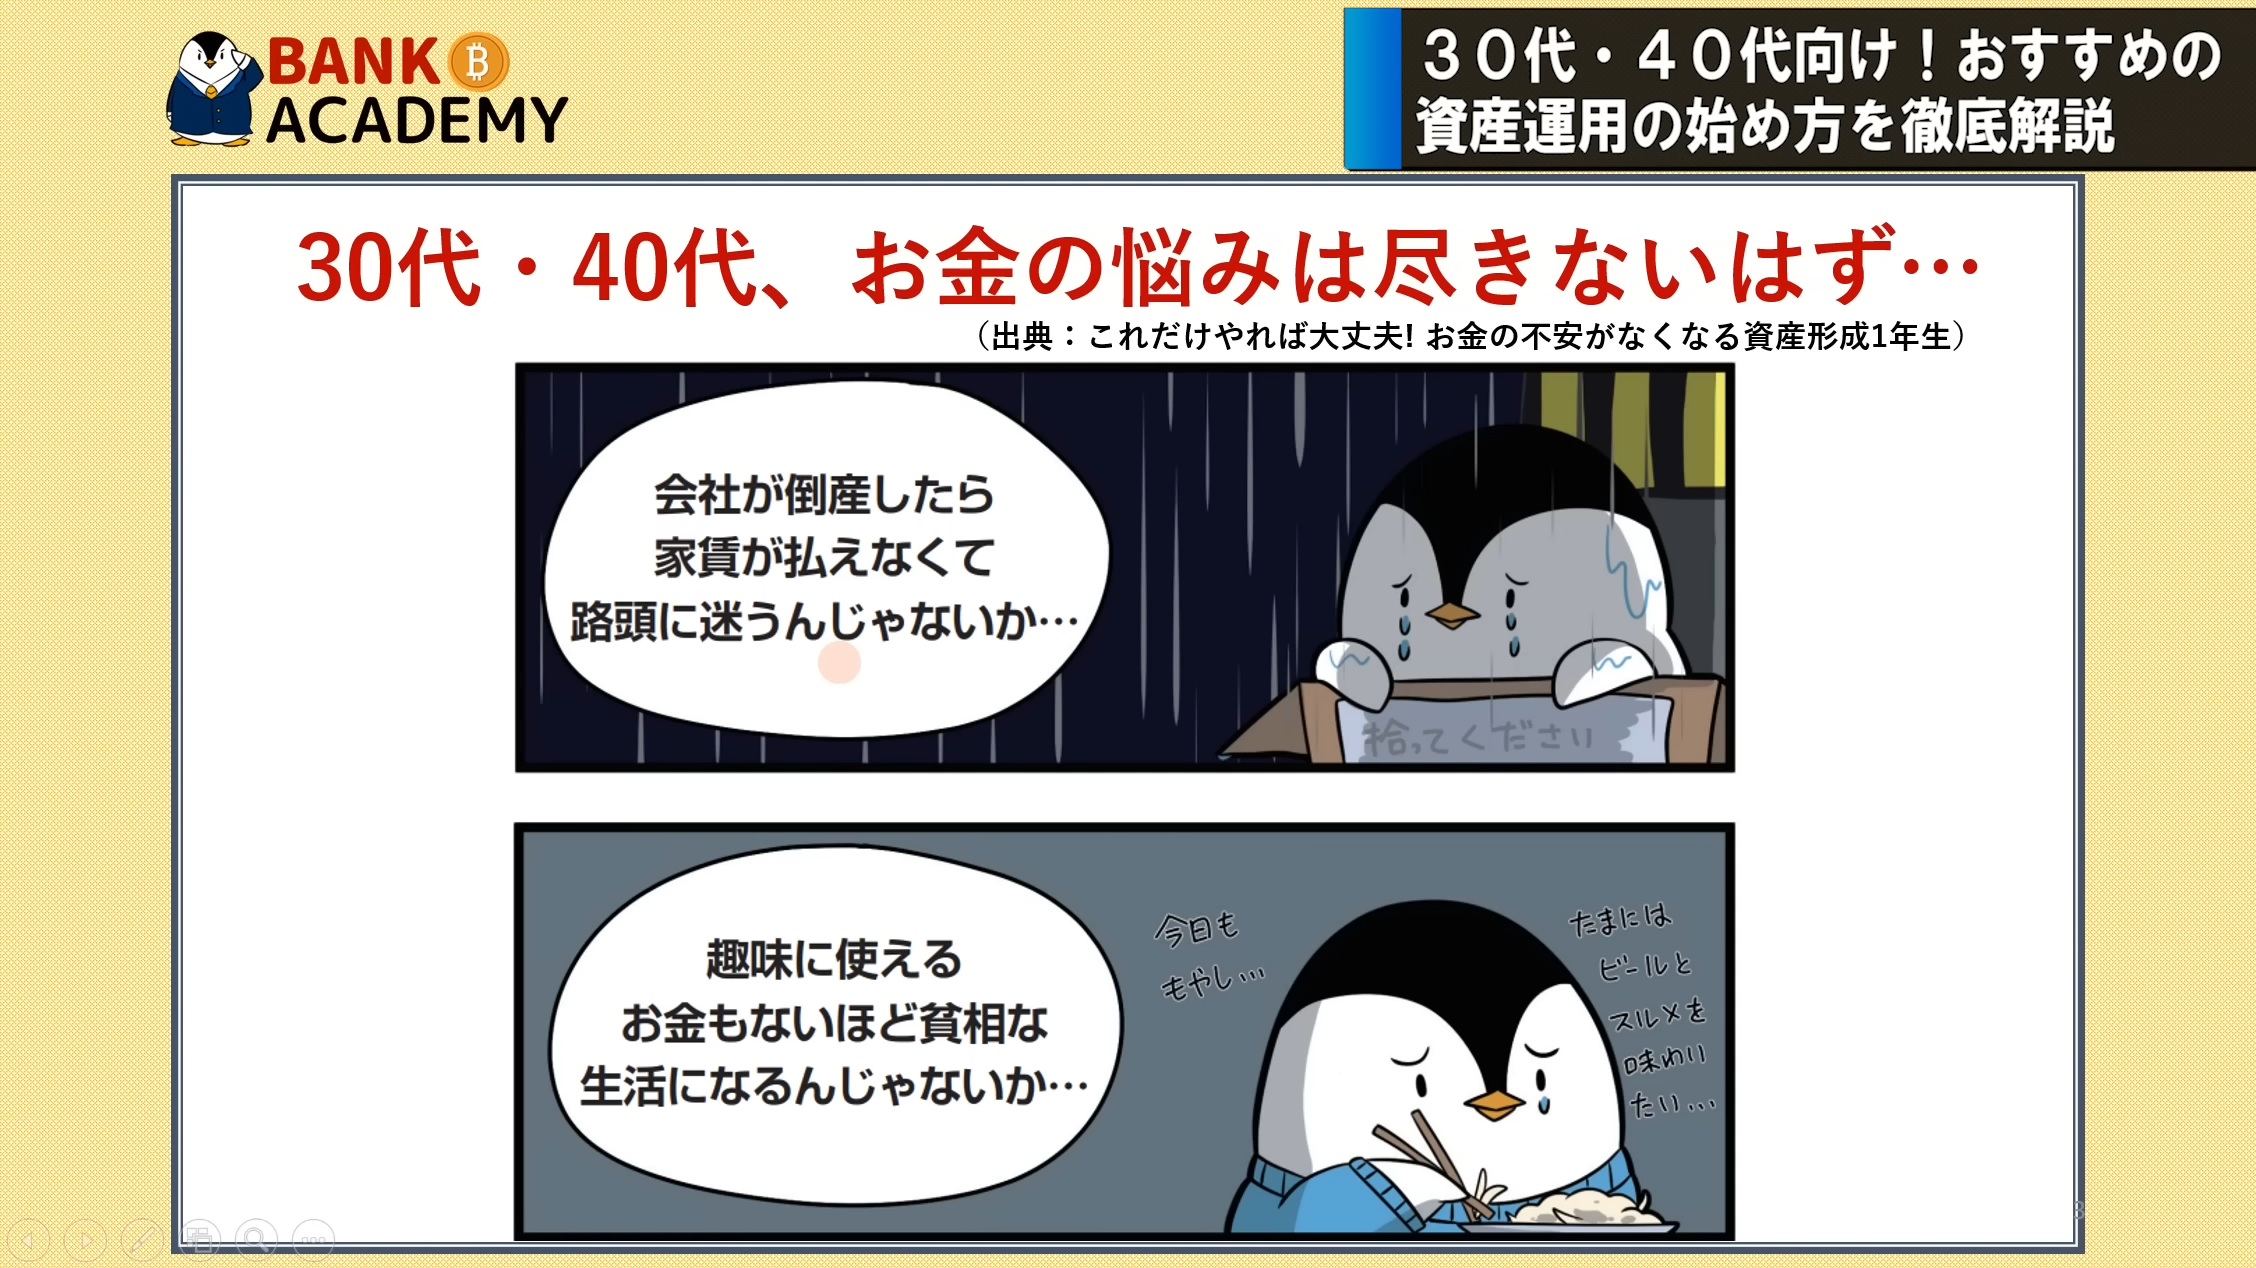 BANK
ACADEMY
３０代・４０代向け！おすすめの
資産運用の始め方を徹底解説
30代・40代、お金の悩みは尽きないはず…
（出典：これだけやれば大丈夫! お金の不安がなくなる資産形成1年生）
会社が倒産したら
家賃が払えなくて
路頭に迷うんじゃないか…
拾ってください
趣味に使える
お金もないほど貧相な
生活になるんじゃないか…
今日も
もやし…
たまには
ビールと
スルメを
味わい
たい…
3